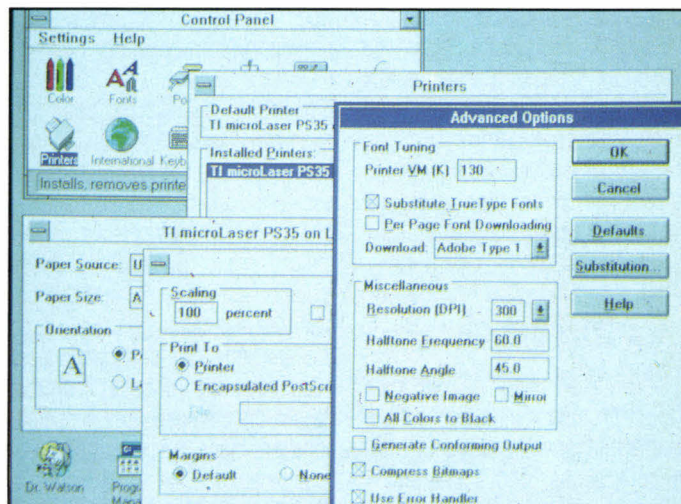 Control Panel
Settings Help
Color Fonts
Printers International
Installs, removes
Printers
Default Printer
TI microLaser PS35
Installed Printers:
TI microLaser PS35
TI microLaser PS35 on
Paper Source:
Paper Size:
Orientation
Scaling
100 percent
Print To
Printer
Encapsulated
File:
Margins
Default None
Advanced Options
Font Tuning
Printer VM (K) 130
Substitute TrueType Fonts
Per Page Font Downloading
Download: Adobe Type 1
Miscellaneous
Resolution (DPI) 300
Halftone Frequency 60.0
Halftone Angle 45.0
Negative Image Mirror
All Colors to Black
Generate Conforming Output
Compress Bitmaps
Use Error Handler
OK
Cancel
Defaults
Substitution...
Help
Dr. Watson